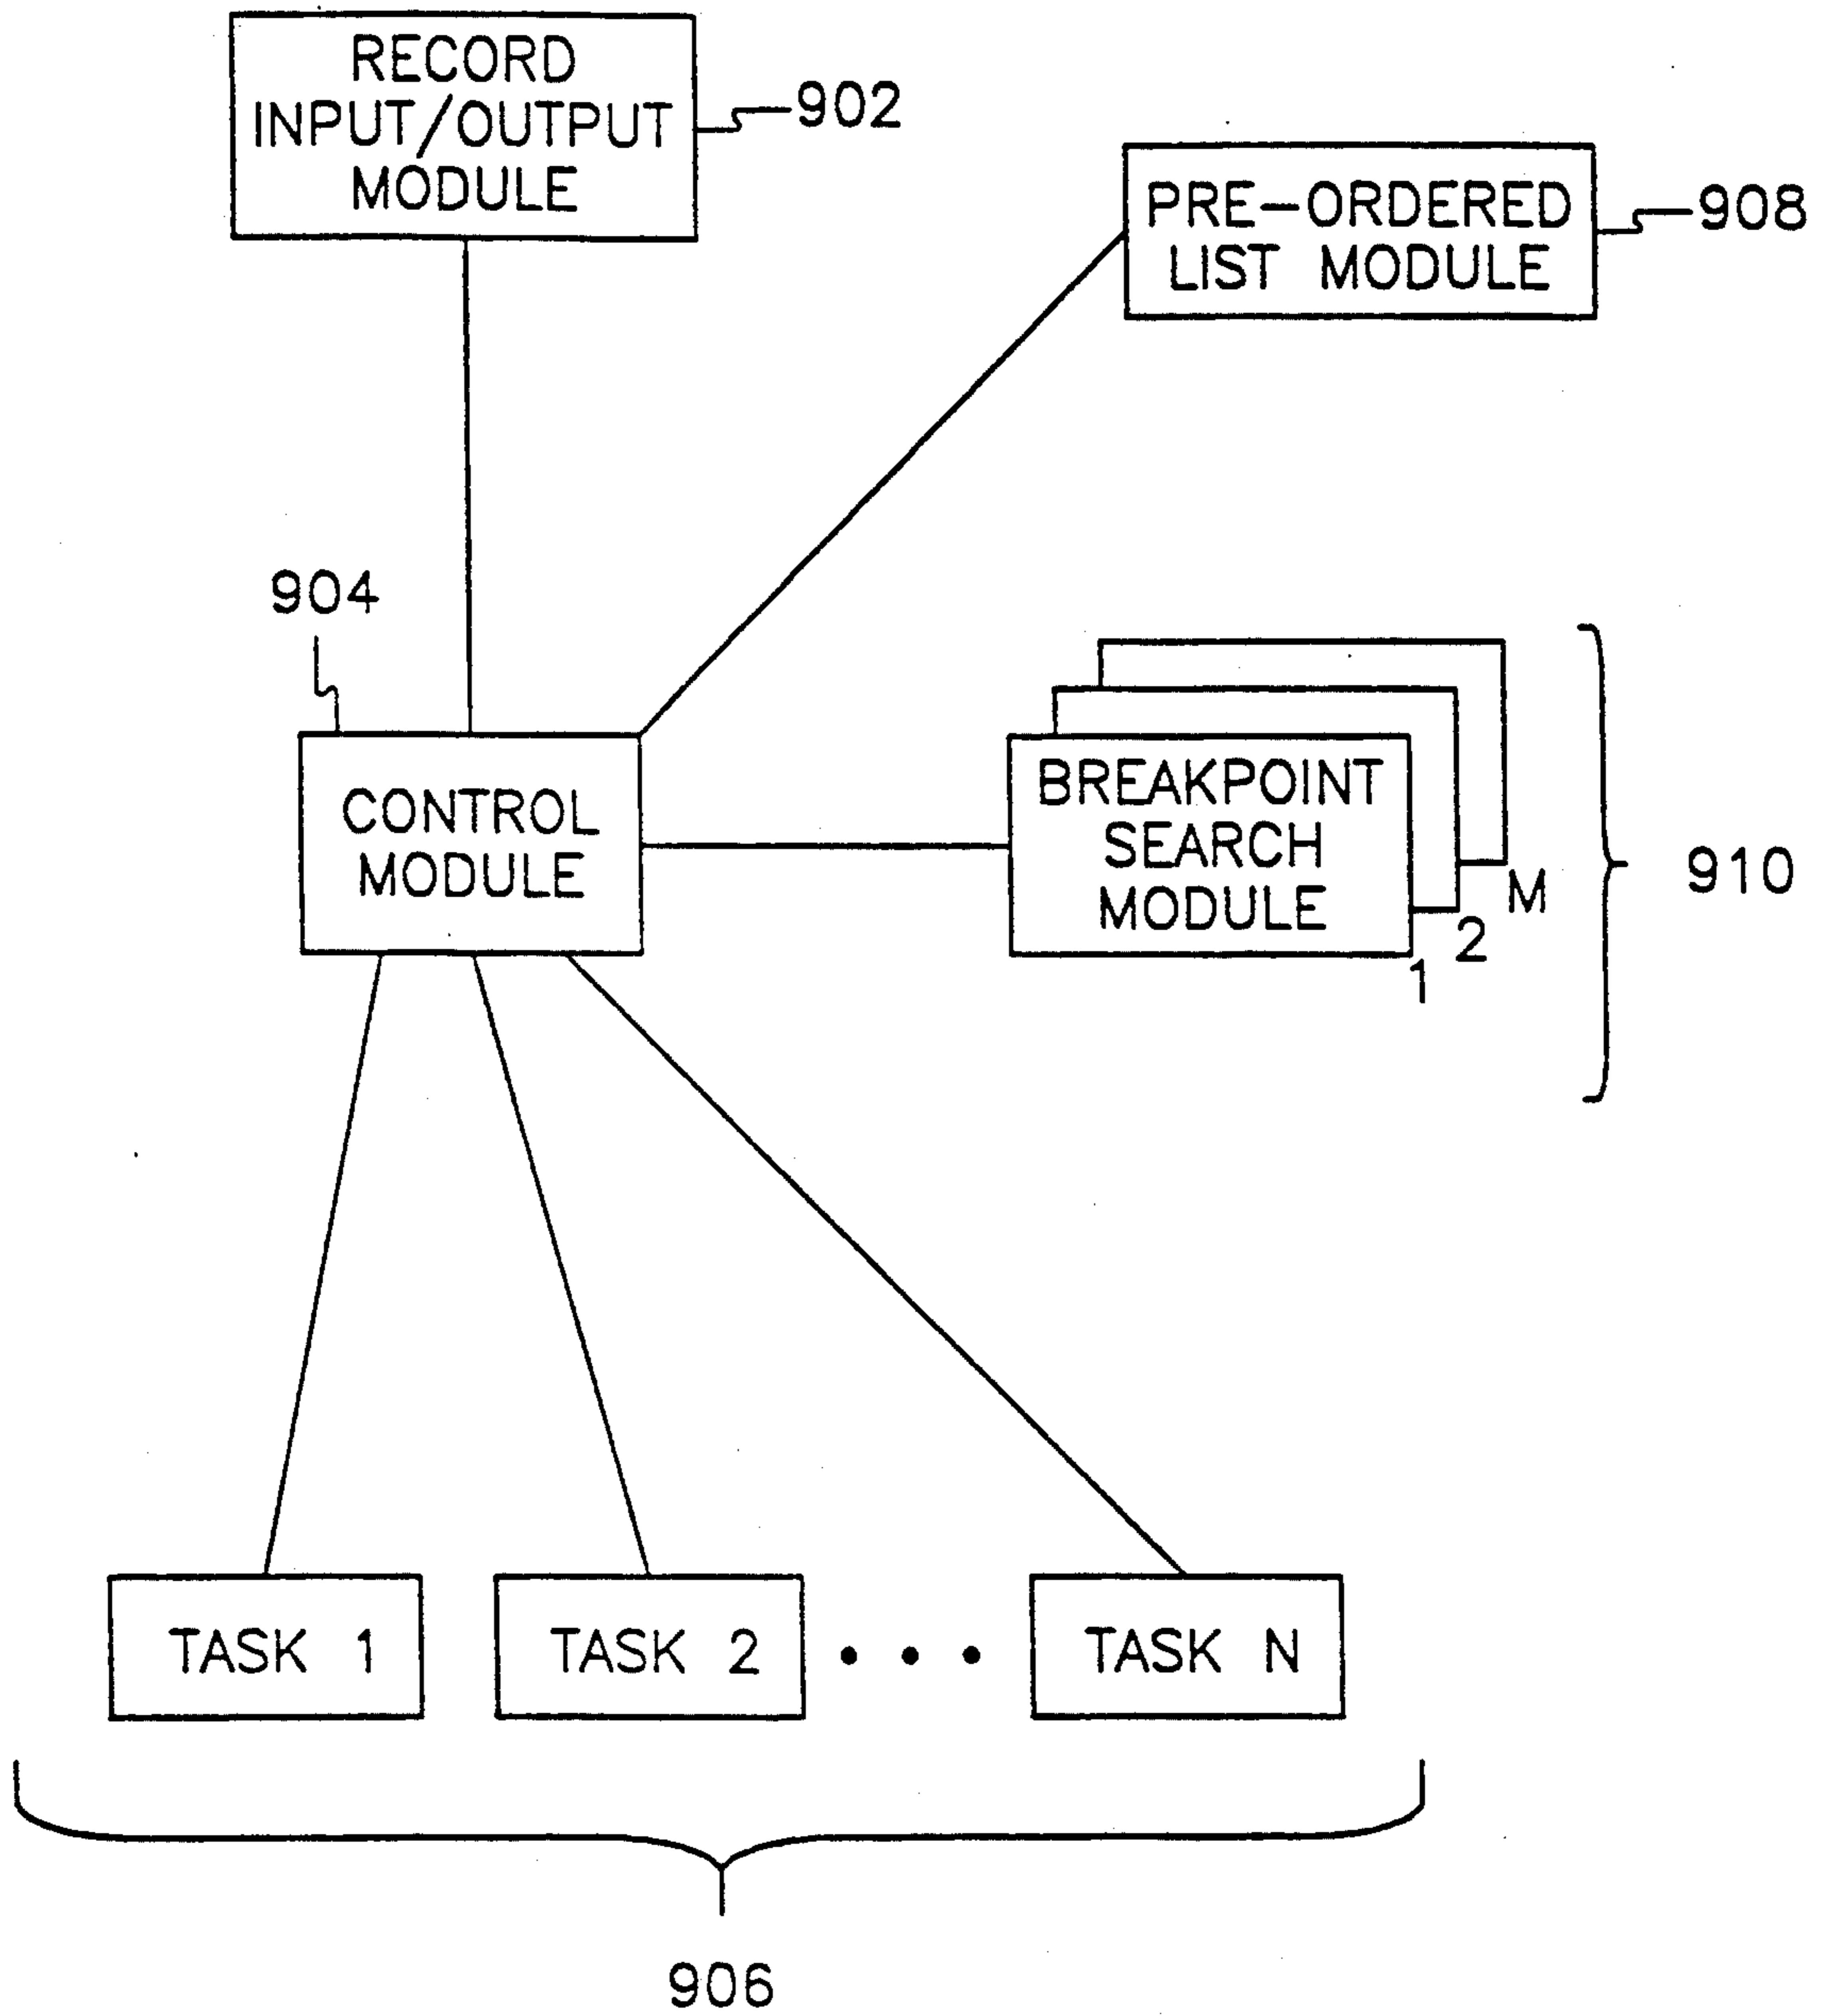 RECORD
INPUT/OUTPUT
MODULE
902
PRE-ORDERED
LIST MODULE
908
904
CONTROL
MODULE
BREAKPOINT
SEARCH
MODULE
1
2
M
910
TASK 1
TASK 2
• • •
TASK N
906